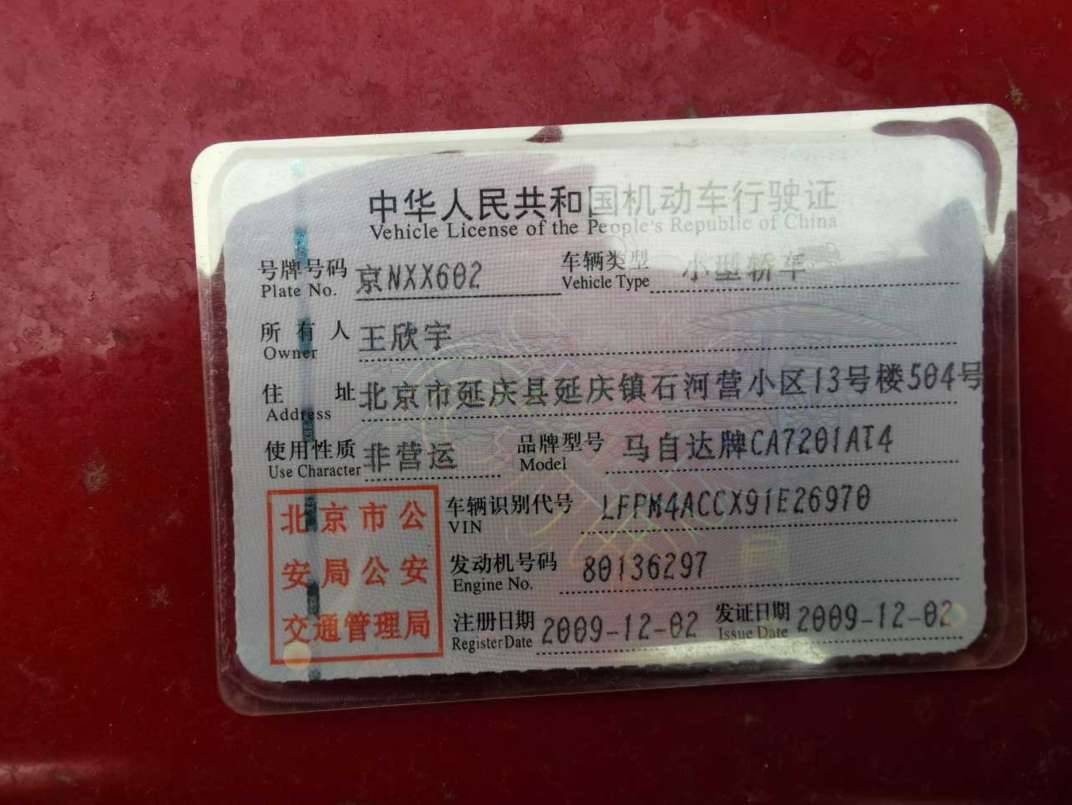 中华人民共和国机动车行驶证
Vehicle License of the People's Republic of China
号牌号码 京NXX602 车辆类型 小型轿车
Plate No. Vehicle Type
所有人 王欣宇
Owner
住址 北京市延庆县延庆镇石河营小区13号楼504号
Address
使用性质 非营运 品牌型号 马自达牌CA7201AT4
Use Character Model
北京市公
安局公安
交通管理局
车辆识别代号 LFPM4ACCX91E26970
VIN
发动机号码 80136297
Engine No.
注册日期 2009-12-02 发证日期 2009-12-02
Register Date Issue Date